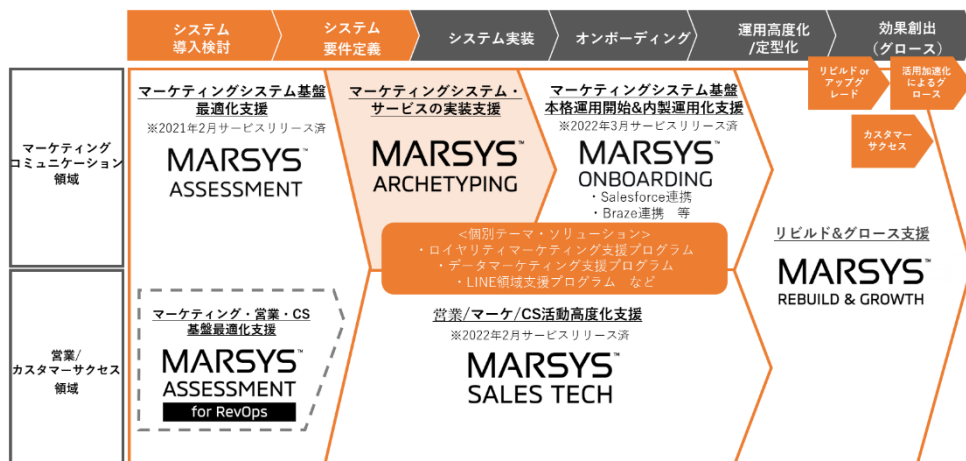 システム
導入検討
システム
要件定義
システム実装
オンボーディング
運用高度化
/定型化
効果創出
(グロース)
リビルド or
アップグ
レード
活用加速化
によるグ
ロース
カスタマー
サクセス
マーケティング
コミュニケーション
領域
マーケティングシステム基盤
最適化支援
※2021年2月サービスリリース済
MARSYS™
ASSESSMENT
マーケティングシステム・
サービスの実装支援
MARSYS™
ARCHETYPING
マーケティングシステム基盤
本格運用開始&内製運用化支援
※2022年3月サービスリリース済
MARSYS™
ONBOARDING
・Salesforce連携
・Braze連携 等
<個別テーマ・ソリューション>
・ロイヤリティマーケティング支援プログラム
・データマーケティング支援プログラム
・LINE領域支援プログラム など
リビルド&グロース支援
MARSYS™
REBUILD & GROWTH
営業/
カスタマーサクセス
領域
マーケティング・営業・CS
基盤最適化支援
MARSYS™
ASSESSMENT
for RevOps
営業/マーケ/CS活動高度化支援
※2022年2月サービスリリース済
MARSYS™
SALES TECH